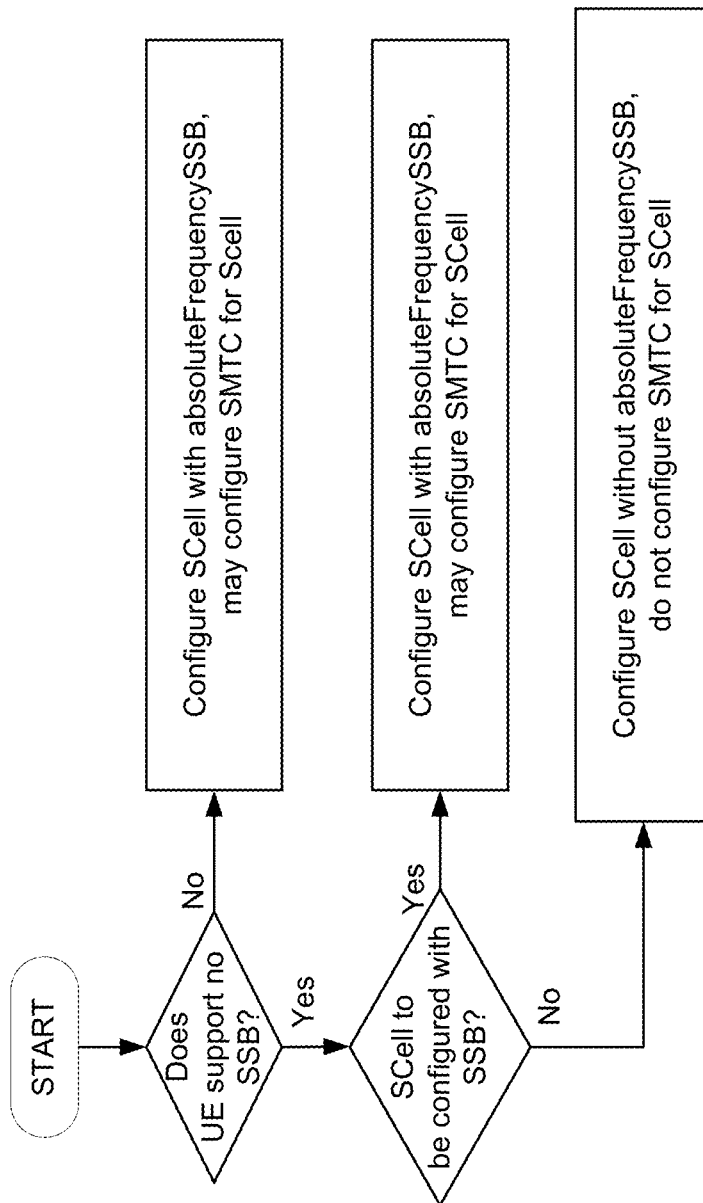 START
Does
UE support no
SSB?
No
Configure SCell with absoluteFrequencySSB,
may configure SMTC for Scell
Yes
SCell to
be configured with
SSB?
Yes
Configure SCell with absoluteFrequencySSB,
may configure SMTC for SCell
No
Configure SCell without absoluteFrequencySSB,
do not configure SMTC for SCell